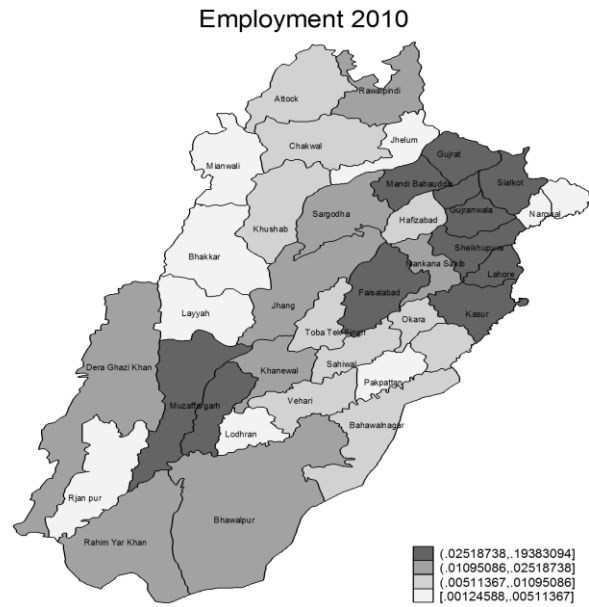 Employment 2010
Attock
Rawalpindi
Chakwal
Jhelum
Mianwali
Gujrat
Mandi Bahauddin
Sialkot
Khushab
Sargodha
Hafizabad
Gujranwala
Narowal
Bhakkar
Sheikhupura
Nankana Sahib
Lahore
Faisalabad
Layyah
Jhang
Okara
Kasur
Toba Tek Singh
Dera Ghazi Khan
Khanewal
Sahiwal
Pakpattan
Muzaffargarh
Vehari
Bahawalnagar
Lodhran
Rjan pur
Bhawalpur
Rahim Yar Khan
(.02518738,.19383094]
(.01095086,.02518738]
(.00511367,.01095086]
[.00124588,.00511367]